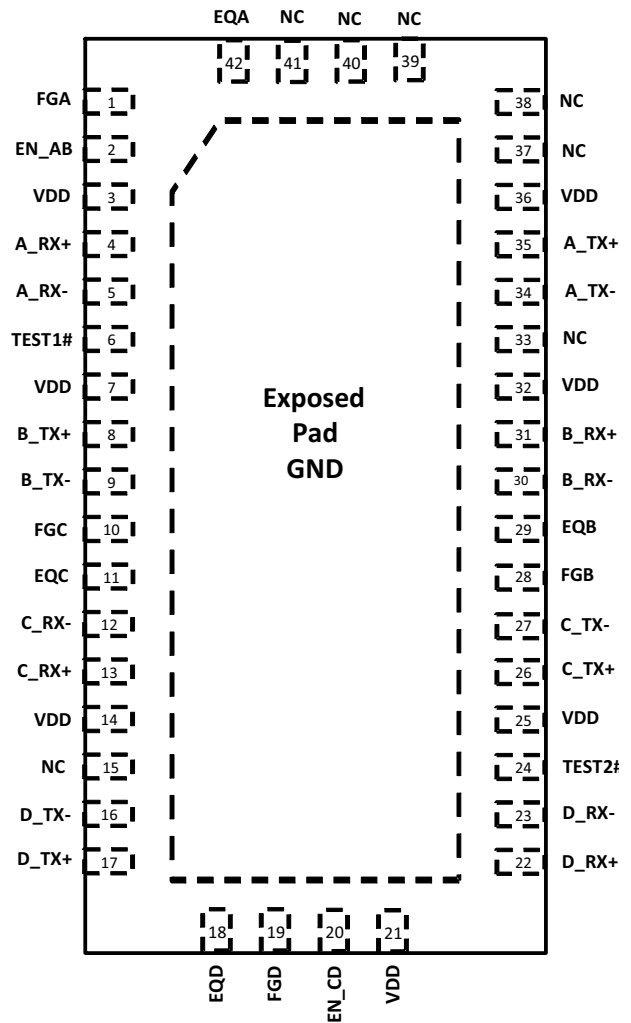 EQA NC NC NC
42 41 40 39
FGA 1 38 NC
EN_AB 2 37 NC
VDD 3 36 VDD
A_RX+ 4 35 A_TX+
A_RX- 5 34 A_TX-
TEST1# 6 33 NC
VDD 7 32 VDD
Exposed
Pad
GND
B_TX+ 8 31 B_RX+
B_TX- 9 30 B_RX-
FGC 10 29 EQB
EQC 11 28 FGB
C_RX- 12 27 C_TX-
C_RX+ 13 26 C_TX+
VDD 14 25 VDD
NC 15 24 TEST2#
D_TX- 16 23 D_RX-
D_TX+ 17 22 D_RX+
18 19 20 21
EQD FGD EN_CD VDD